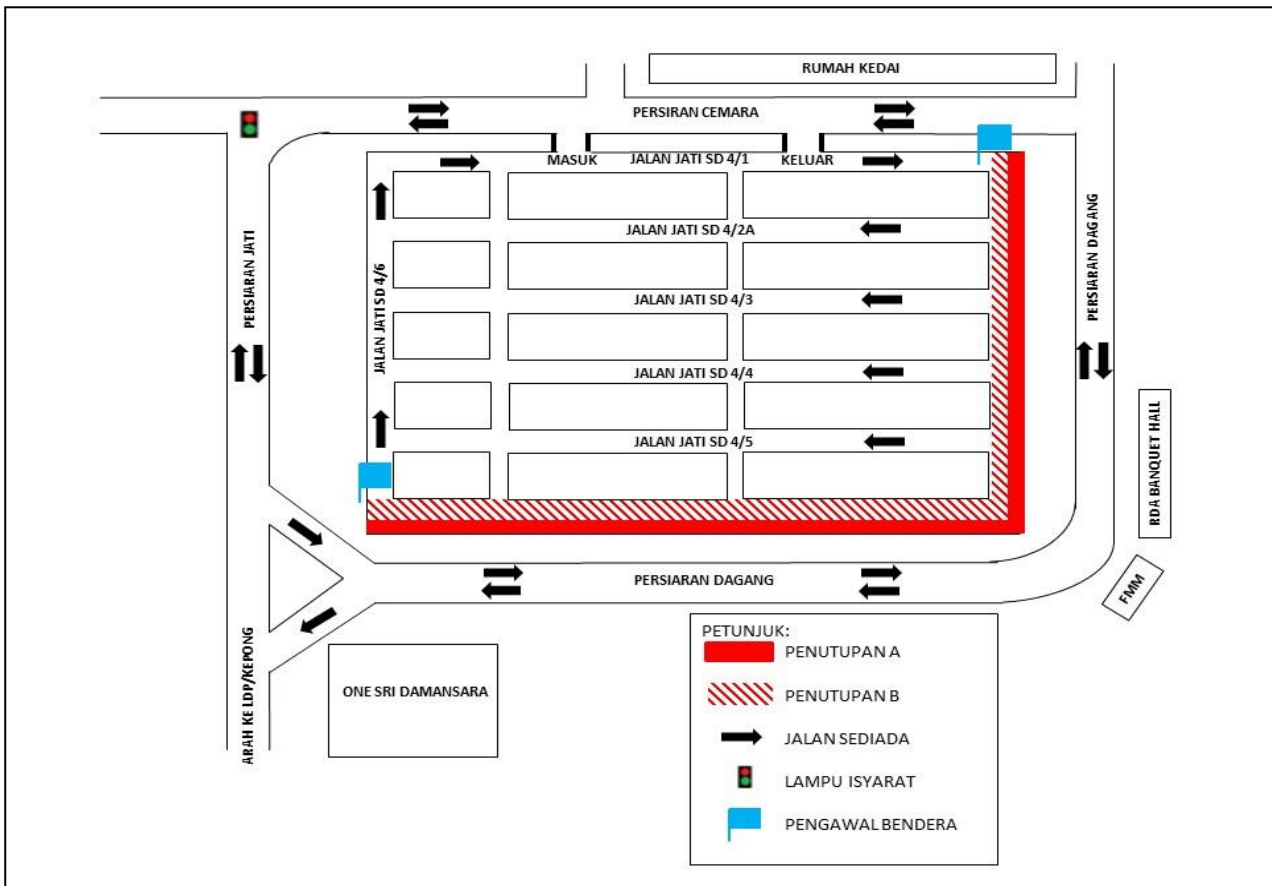 RUMAH KEDAI
PERSIRAN CEMARA
MASUK
JALAN JATI SD 4/1
KELUAR
JALAN JATI SD 4/2A
JALAN JATI SD 4/3
JALAN JATI SD 4/4
JALAN JATI SD 4/5
JALAN JATI SD 4/6
PERSIARAN JATI
PERSIARAN DAGANG
RDA BANQUET HALL
FMM
PERSIARAN DAGANG
ARAH KE LDP/KEPONG
ONE SRI DAMANSARA
PETUNJUK:
PENUTUPAN A
PENUTUPAN B
JALAN SEDIADA
LAMPU ISYARAT
PENGAWAL BENDERA